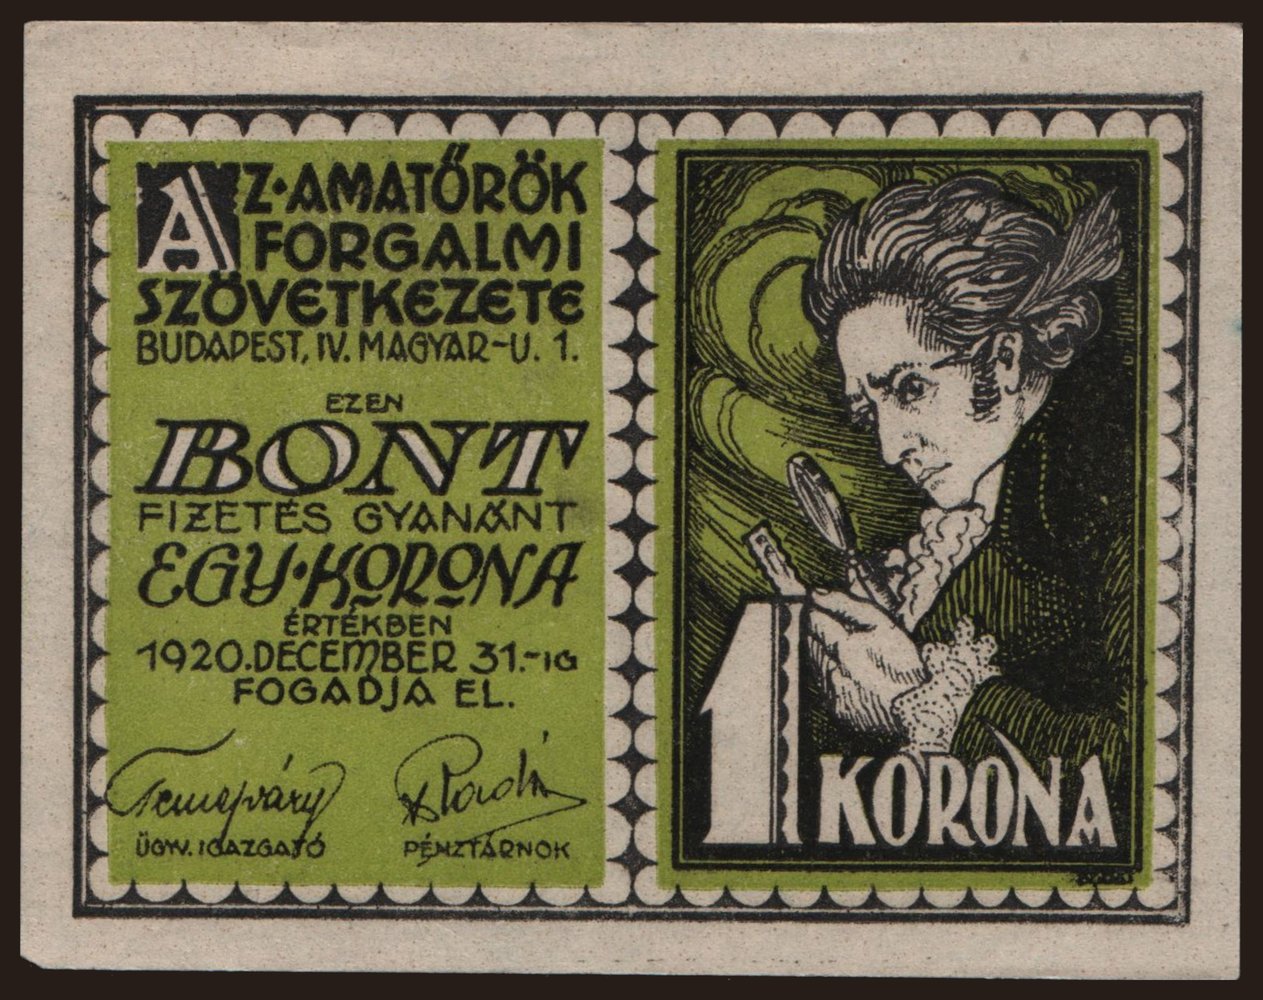 AZ·AMATŐRÖK
FORGALMI
SZÖVETKEZETE
BUDAPEST, IV. MAGYAR-U. 1.
EZEN
BONT
FIZETÉS GYANÁNT
EGY·KORONA
ÉRTÉKBEN
1920. DECEMBER 31.-IG
FOGADJA EL.
ÜGYV. IGAZGATÓ
PÉNZTÁRNOK
1
KORONA